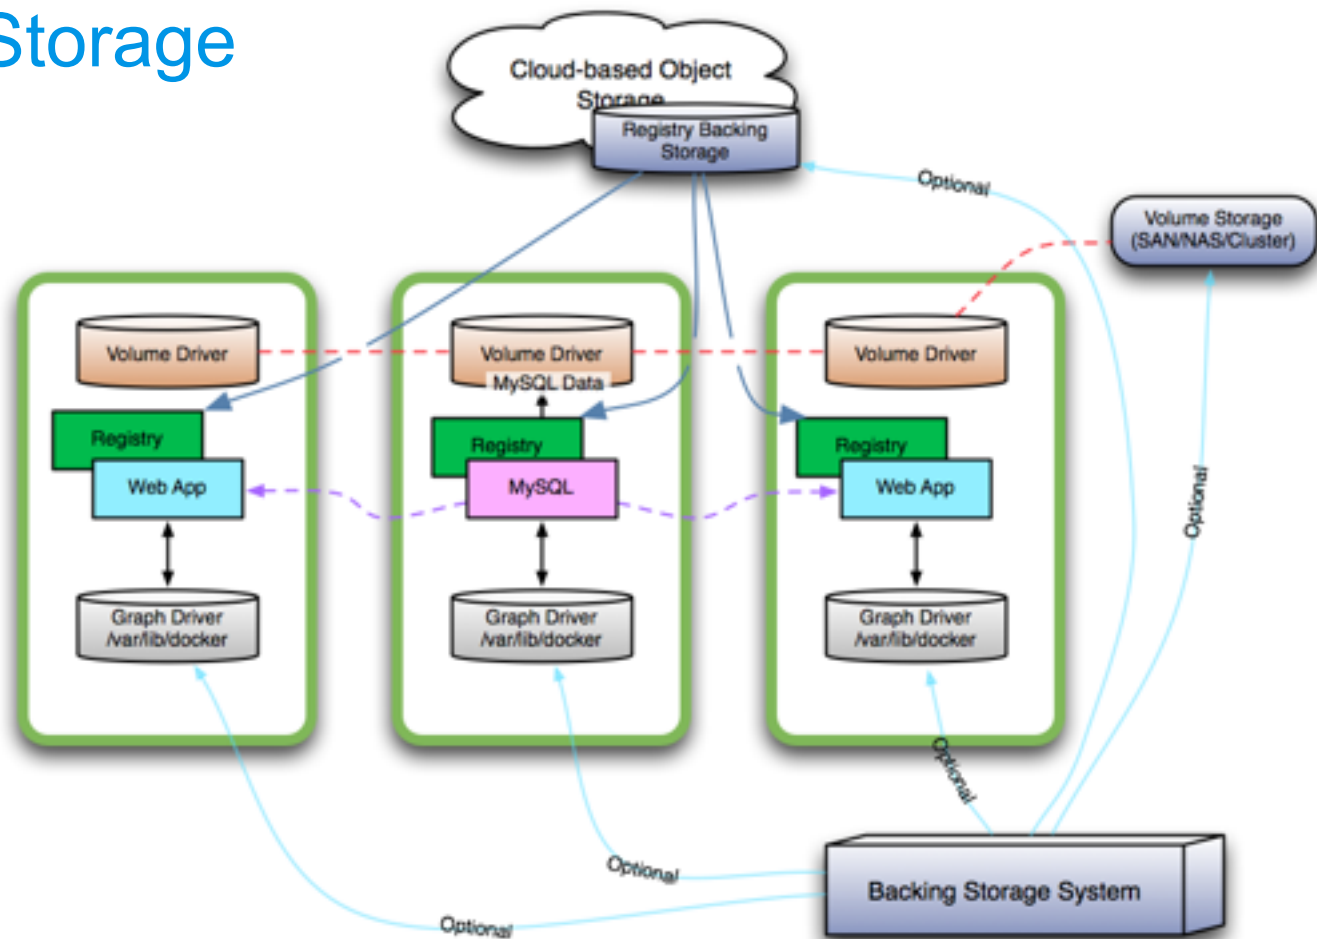 Storage
Cloud-based Object
Storage
Registry Backing
Storage
Optional
Volume Storage
(SAN/NAS/Cluster)
Volume Driver
Volume Driver
MySQL Data
Volume Driver
Registry
Web App
Registry
MySQL
Registry
Web App
Optional
Graph Driver
/var/lib/docker
Graph Driver
/var/lib/docker
Graph Driver
/var/lib/docker
Optional
Optional
Optional
Backing Storage System